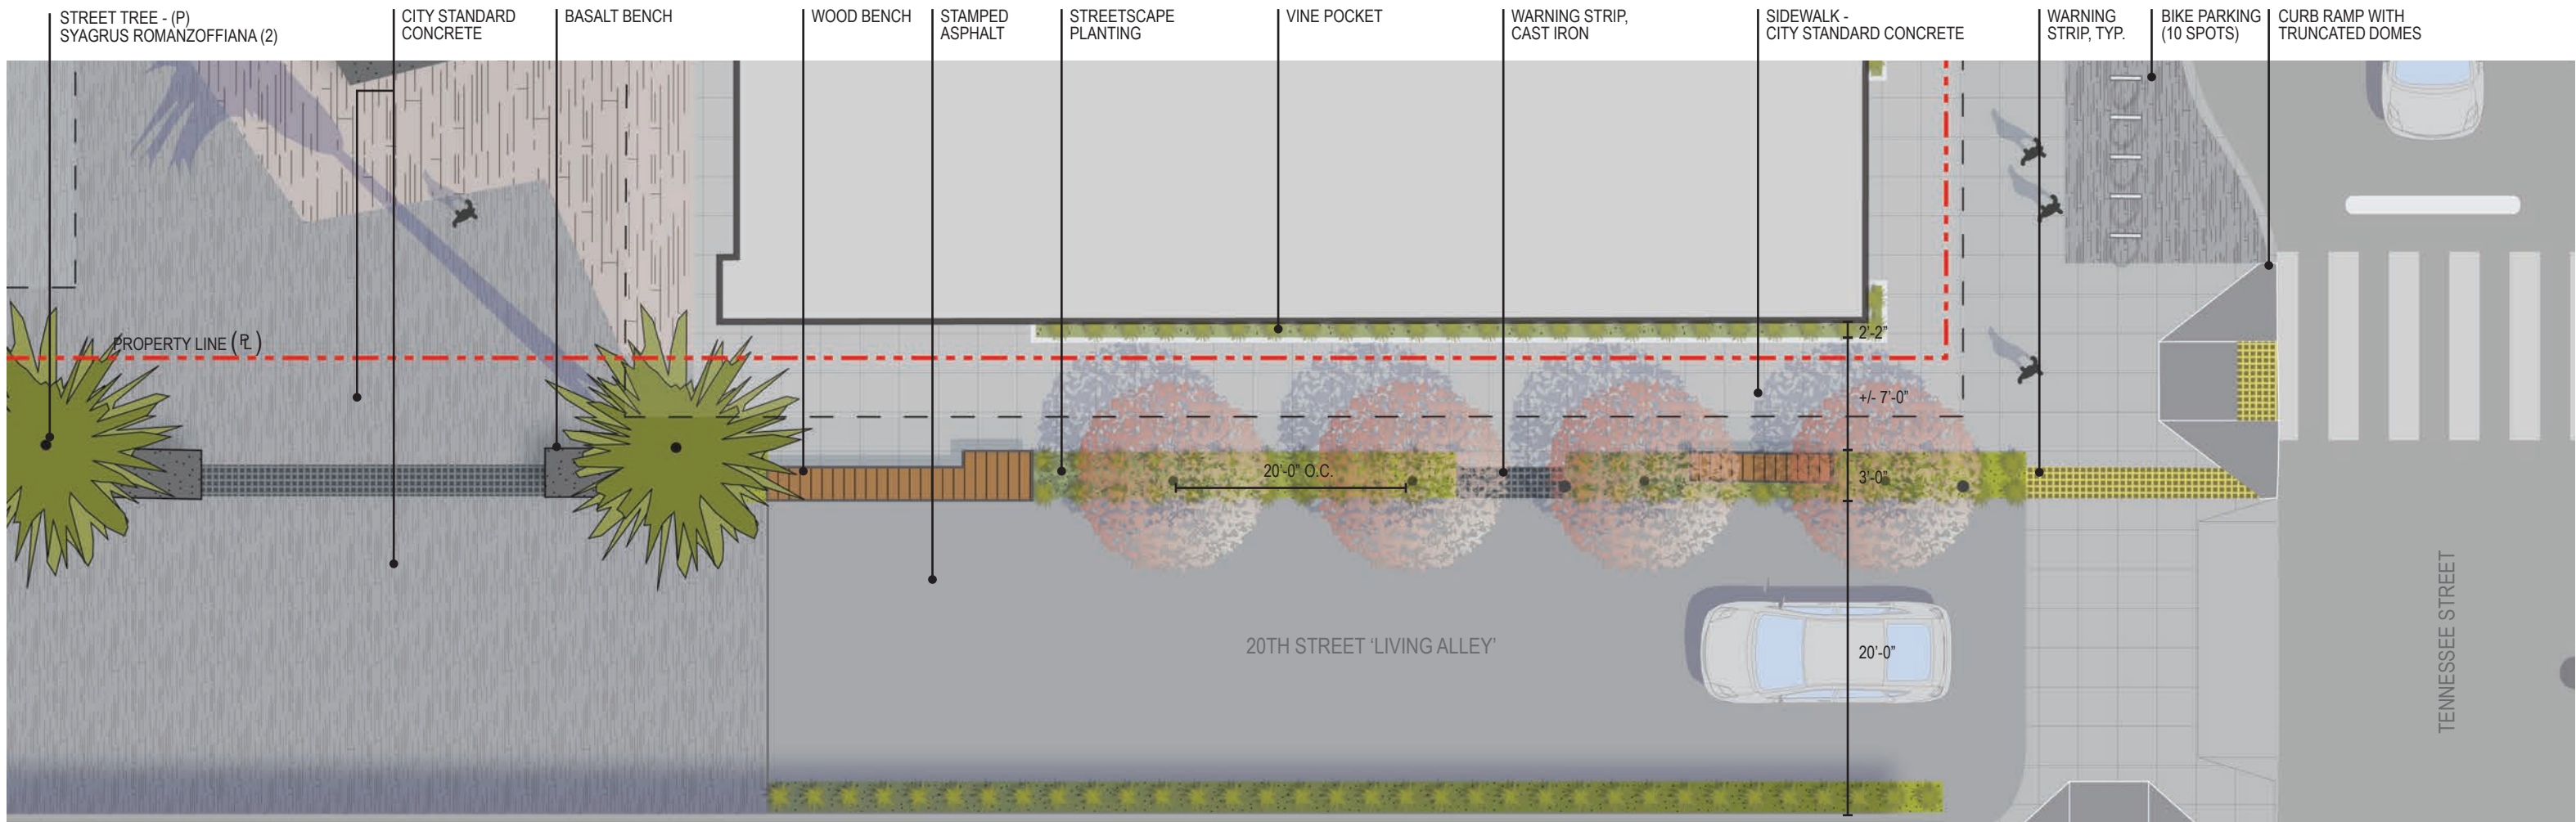 STREET TREE - (P)
SYAGRUS ROMANZOFFIANA (2)
CITY STANDARD
CONCRETE
BASALT BENCH
WOOD BENCH
STAMPED
ASPHALT
STREETSCAPE
PLANTING
VINE POCKET
WARNING STRIP,
CAST IRON
SIDEWALK -
CITY STANDARD CONCRETE
WARNING
STRIP, TYP.
BIKE PARKING
(10 SPOTS)
CURB RAMP WITH
TRUNCATED DOMES
PROPERTY LINE (PL)
2'-2"
+/- 7'-0"
20'-0" O.C.
3'-0"
20TH STREET ‘LIVING ALLEY’
20'-0"
TENNESSEE STREET